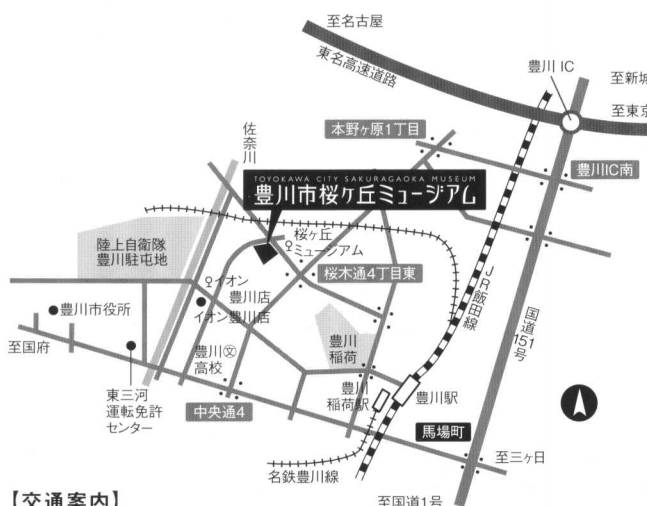 至名古屋
東名高速道路
豊川 IC
至新城
至東京
本野ヶ原1丁目
佐奈川
豊川IC南
TOYOKAWA CITY SAKURAGAOKA MUSEUM
豊川市桜ヶ丘ミュージアム
陸上自衛隊
豊川駐屯地
桜ヶ丘
ミュージアム
桜木通4丁目東
イオン
豊川店
イオン豊川店
JR飯田線
国道151号
豊川市役所
至国府
豊川㊆
高校
豊川
稲荷
豊川
稲荷駅
豊川駅
東三河
運転免許
センター
中央通4
馬場町
至三ヶ日
名鉄豊川線
【交通案内】
至国道1号